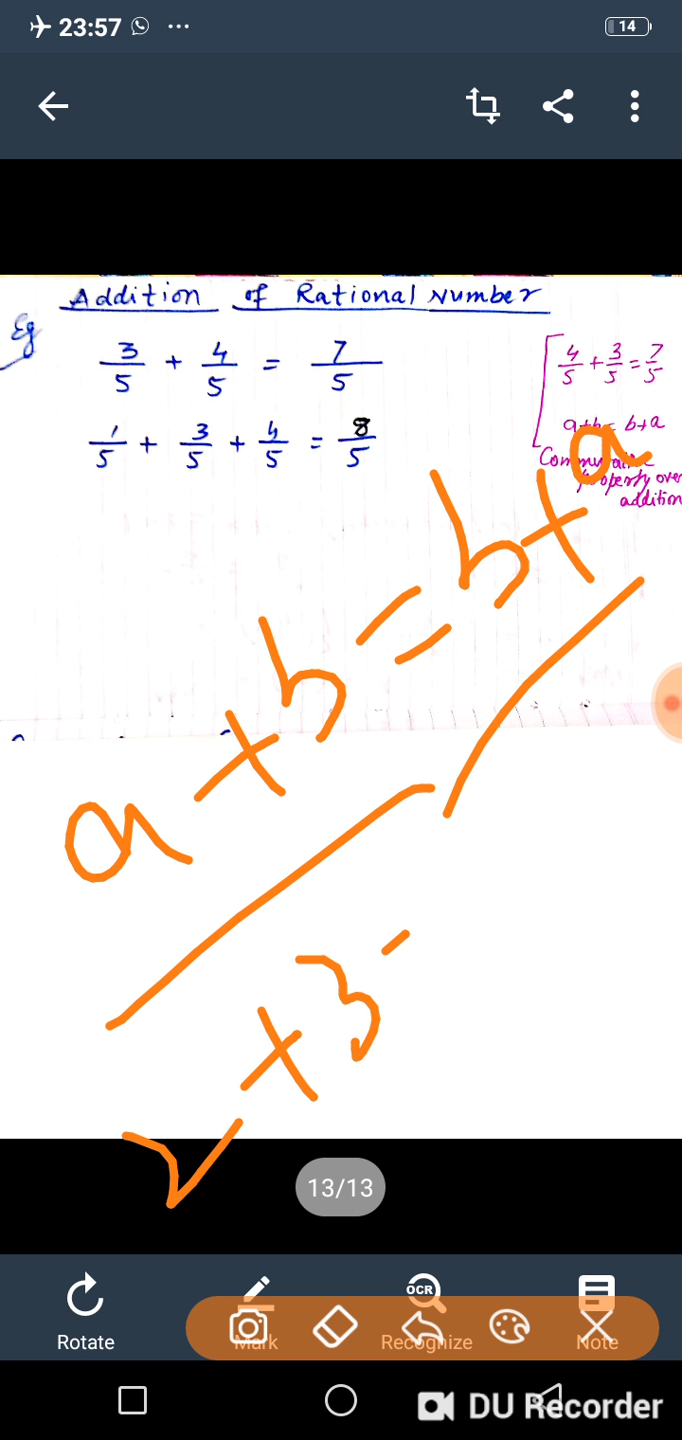 23:57 ... 14
Addition of Rational Number
Eg
3/5 + 4/5 = 7/5
4/5 + 3/5 = 7/5
1/5 + 3/5 + 4/5 = 8/5
b+a
property over
addition
a+b=b+a
2+3
13/13
OCR
Rotate Mark Recognize Note
DU Recorder